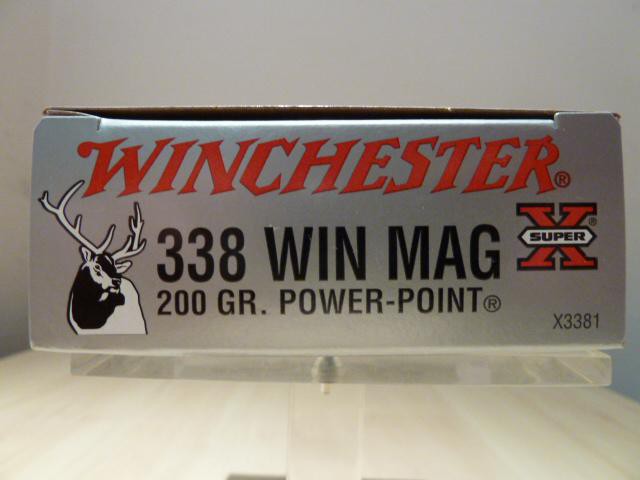 WINCHESTER®
338 WIN MAG
X SUPER ®
200 GR. POWER-POINT®
X3381